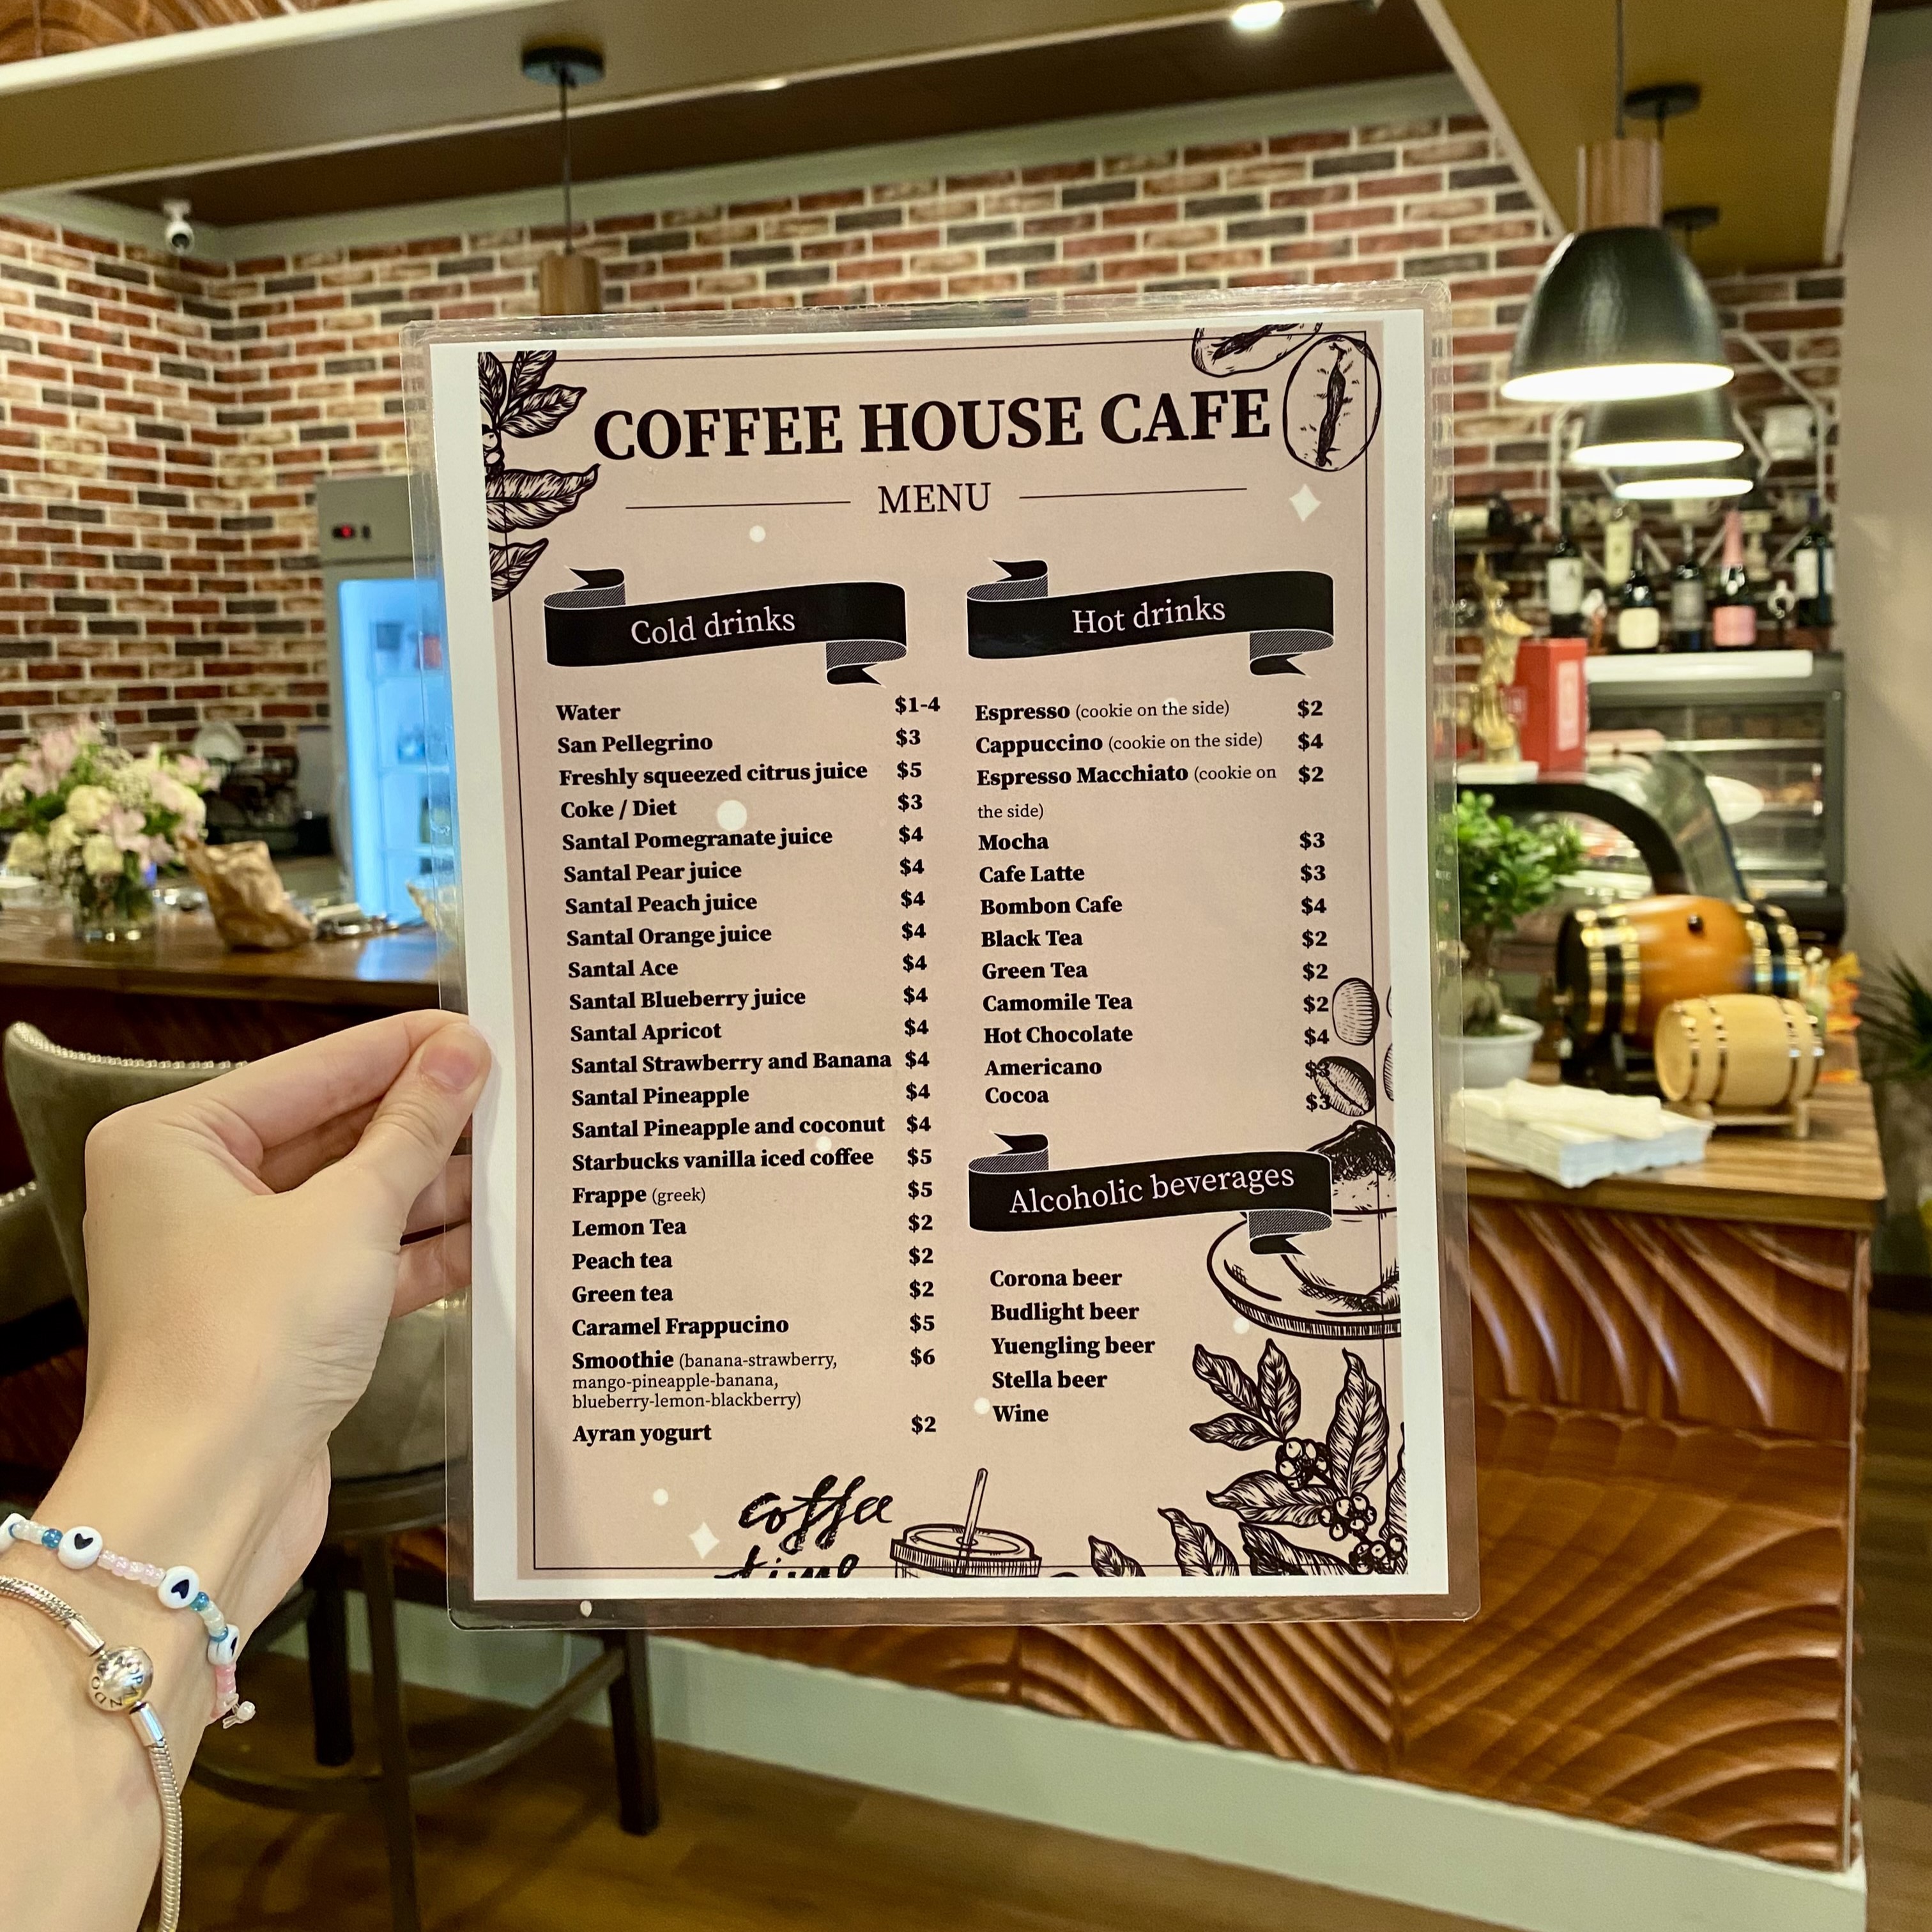 COFFEE HOUSE CAFE
MENU
Cold drinks
Water $1-4
San Pellegrino $3
Freshly squeezed citrus juice $5
Coke / Diet $3
Santal Pomegranate juice $4
Santal Pear juice $4
Santal Peach juice $4
Santal Orange juice $4
Santal Ace $4
Santal Blueberry juice $4
Santal Apricot $4
Santal Strawberry and Banana $4
Santal Pineapple $4
Santal Pineapple and coconut $4
Starbucks vanilla iced coffee $5
Frappe (greek) $5
Lemon Tea $2
Peach tea $2
Green tea $2
Caramel Frappucino $5
Smoothie (banana-strawberry, $6
mango-pineapple-banana,
blueberry-lemon-blackberry)
Ayran yogurt $2
Hot drinks
Espresso (cookie on the side) $2
Cappuccino (cookie on the side) $4
Espresso Macchiato (cookie on $2
the side)
Mocha $3
Cafe Latte $3
Bombon Cafe $4
Black Tea $2
Green Tea $2
Camomile Tea $2
Hot Chocolate $4
Americano $3
Cocoa $3
Alcoholic beverages
Corona beer
Budlight beer
Yuengling beer
Stella beer
Wine
coffee
time